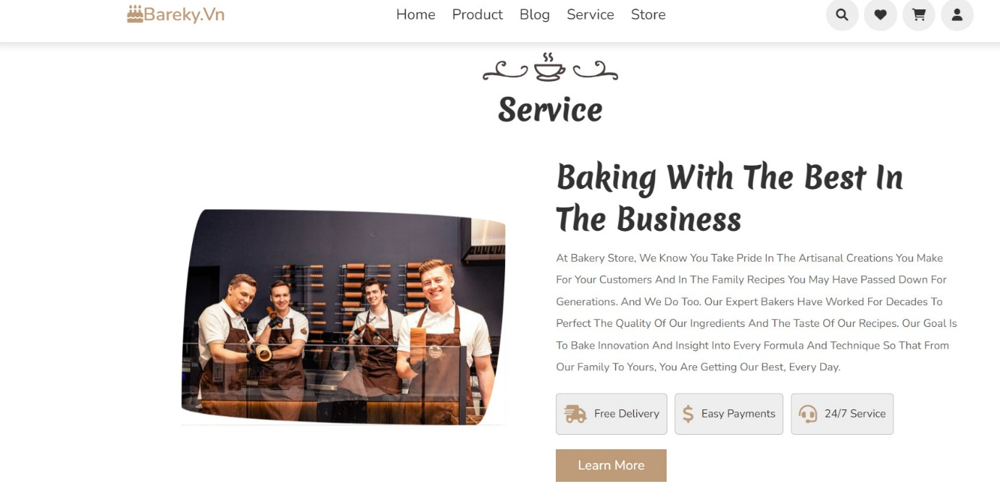 Bareky.Vn
Home Product Blog Service Store
Service
Baking With The Best In
The Business
At Bakery Store, We Know You Take Pride In The Artisanal Creations You Make
For Your Customers And In The Family Recipes You May Have Passed Down For
Generations. And We Do Too. Our Expert Bakers Have Worked For Decades To
Perfect The Quality Of Our Ingredients And The Taste Of Our Recipes. Our Goal Is
To Bake Innovation And Insight Into Every Formula And Technique So That From
Our Family To Yours, You Are Getting Our Best, Every Day.
Free Delivery Easy Payments 24/7 Service
Learn More